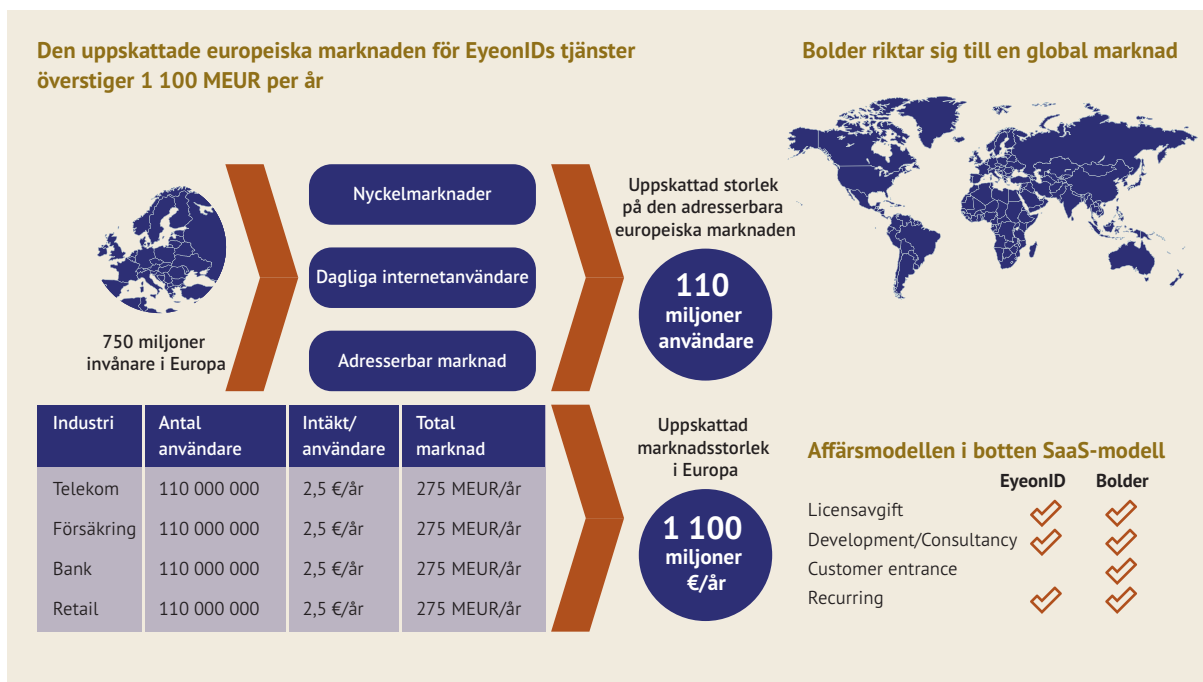 Den uppskattade europeiska marknaden för EyeonIDs tjänster
överstiger 1 100 MEUR per år
Bolder riktar sig till en global marknad
750 miljoner
invånare i Europa
Nyckelmarknader
Dagliga internetanvändare
Adresserbar marknad
Uppskattad storlek
på den adresserbara
europeiska marknaden
110
miljoner
användare
Industri Antal användare Intäkt/användare Total marknad
Telekom 110 000 000 2,5 €/år 275 MEUR/år
Försäkring 110 000 000 2,5 €/år 275 MEUR/år
Bank 110 000 000 2,5 €/år 275 MEUR/år
Retail 110 000 000 2,5 €/år 275 MEUR/år
Uppskattad
marknadsstorlek
i Europa
1 100
miljoner
€/år
Affärsmodellen i botten SaaS-modell
EyeonID Bolder
Licensavgift
Development/Consultancy
Customer entrance
Recurring